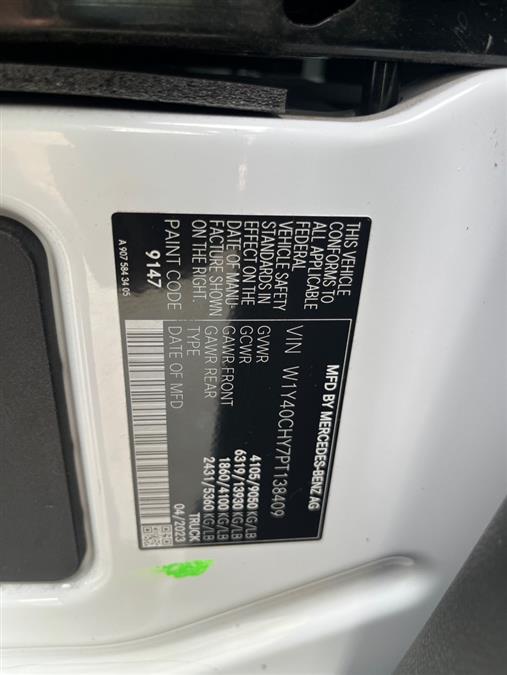 MFD BY MERCEDES-BENZ AG
VIN W1Y40CHY7PT138409
THIS VEHICLE
CONFORMS TO
ALL APPLICABLE
FEDERAL
VEHICLE SAFETY
STANDARDS IN
EFFECT ON THE
DATE OF MANU
FACTURE SHOWN
ON THE RIGHT.
GVWR 4105/9050 KG/LB
GCWR 6319/13930 KG/LB
GAWR FRONT 1860/4100 KG/LB
GAWR REAR 2431/5360 KG/LB
TYPE TRUCK
DATE OF MFD 04/2023
PAINT CODE
9147
A 907 584 34 05